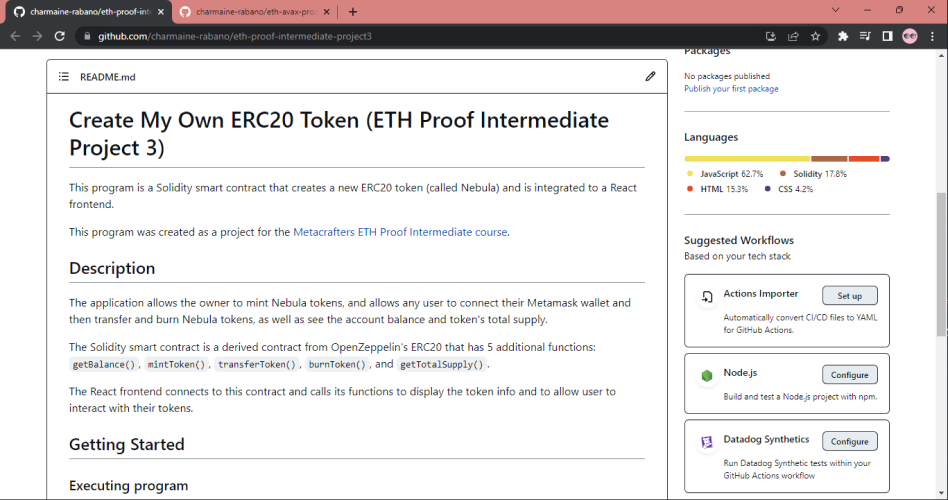 charmaine-rabano/eth-proof-inte
charmaine-rabano/eth-avax-proo
github.com/charmaine-rabano/eth-proof-intermediate-project3
README.md
Create My Own ERC20 Token (ETH Proof Intermediate
Project 3)
This program is a Solidity smart contract that creates a new ERC20 token (called Nebula) and is integrated to a React
frontend.
This program was created as a project for the Metacrafters ETH Proof Intermediate course.
Description
The application allows the owner to mint Nebula tokens, and allows any user to connect their Metamask wallet and
then transfer and burn Nebula tokens, as well as see the account balance and token's total supply.
The Solidity smart contract is a derived contract from OpenZeppelin's ERC20 that has 5 additional functions:
getBalance(), mintToken(), transferToken(), burnToken(), and getTotalSupply().
The React frontend connects to this contract and calls its functions to display the token info and to allow user to
interact with their tokens.
Getting Started
Executing program
Packages
No packages published
Publish your first package
Languages
JavaScript 62.7%
Solidity 17.8%
HTML 15.3%
CSS 4.2%
Suggested Workflows
Based on your tech stack
Actions Importer
Set up
Automatically convert CI/CD files to YAML
for GitHub Actions.
Node.js
Configure
Build and test a Node.js project with npm.
Datadog Synthetics
Configure
Run Datadog Synthetic tests within your
GitHub Actions workflow